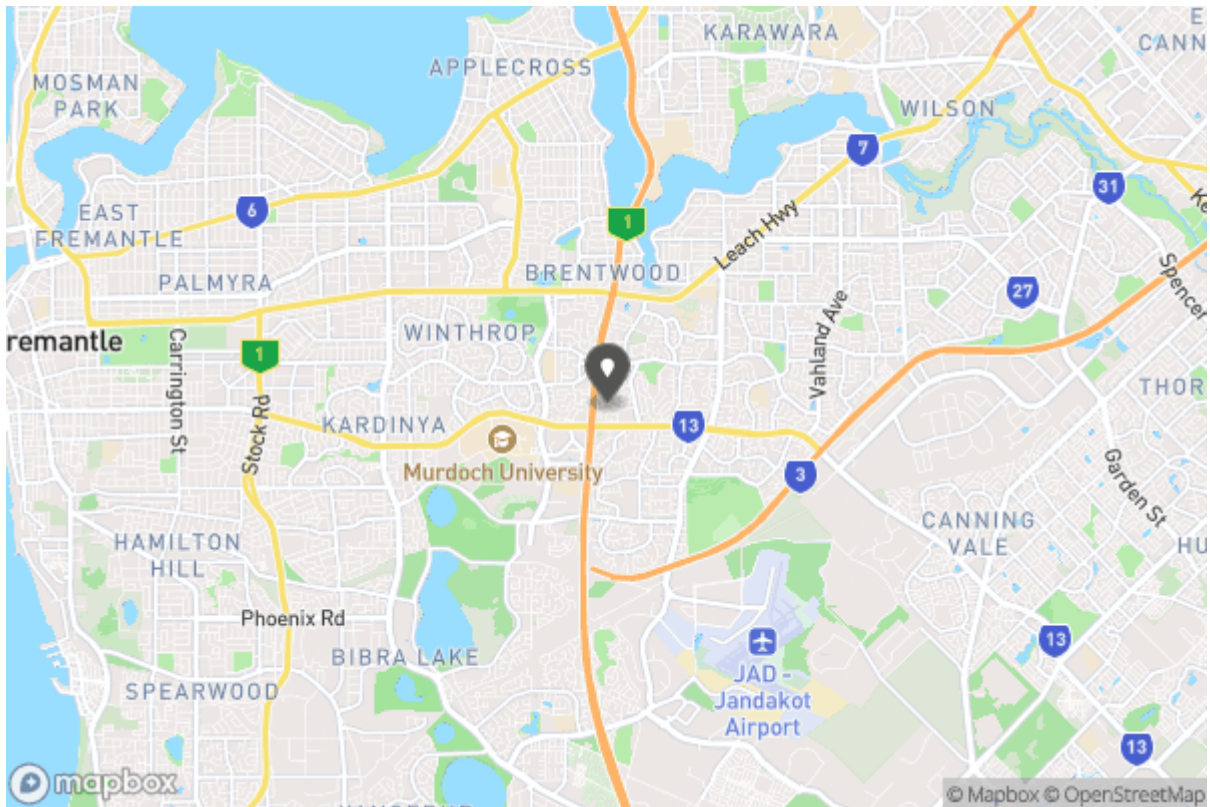 KARAWARA
E
CANN
MOSMAN
PARK
APPLECROSS
WILSON
7
31
Ke
6
EAST
FREMANTLE
1
Leach Hwy
BRENTWOOD
Spencer
PALMYRA
27
Vahland Ave
remantle
Carrington St
1
WINTHROP
THOR
Stock Rd
KARDINYA
13
Murdoch University
3
Garden St
CANNING
VALE
HU
HAMILTON
HILL
Phoenix Rd
13
BIBRA LAKE
JAD -
Jandakot
Airport
SPEARWOOD
13
mapbox
© Mapbox © OpenStreetMap